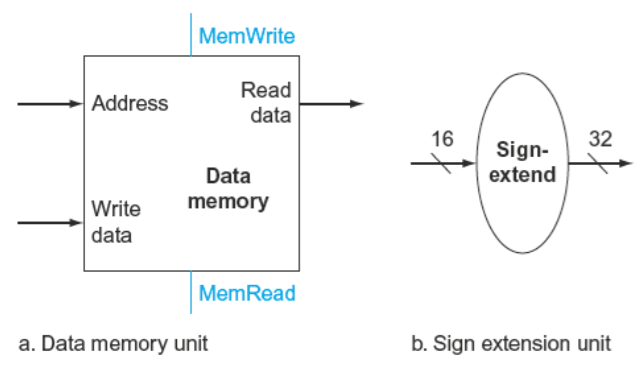 MemWrite
Address
Read
data
Data
memory
Write
data
MemRead
a. Data memory unit
16
Sign-
extend
32
b. Sign extension unit